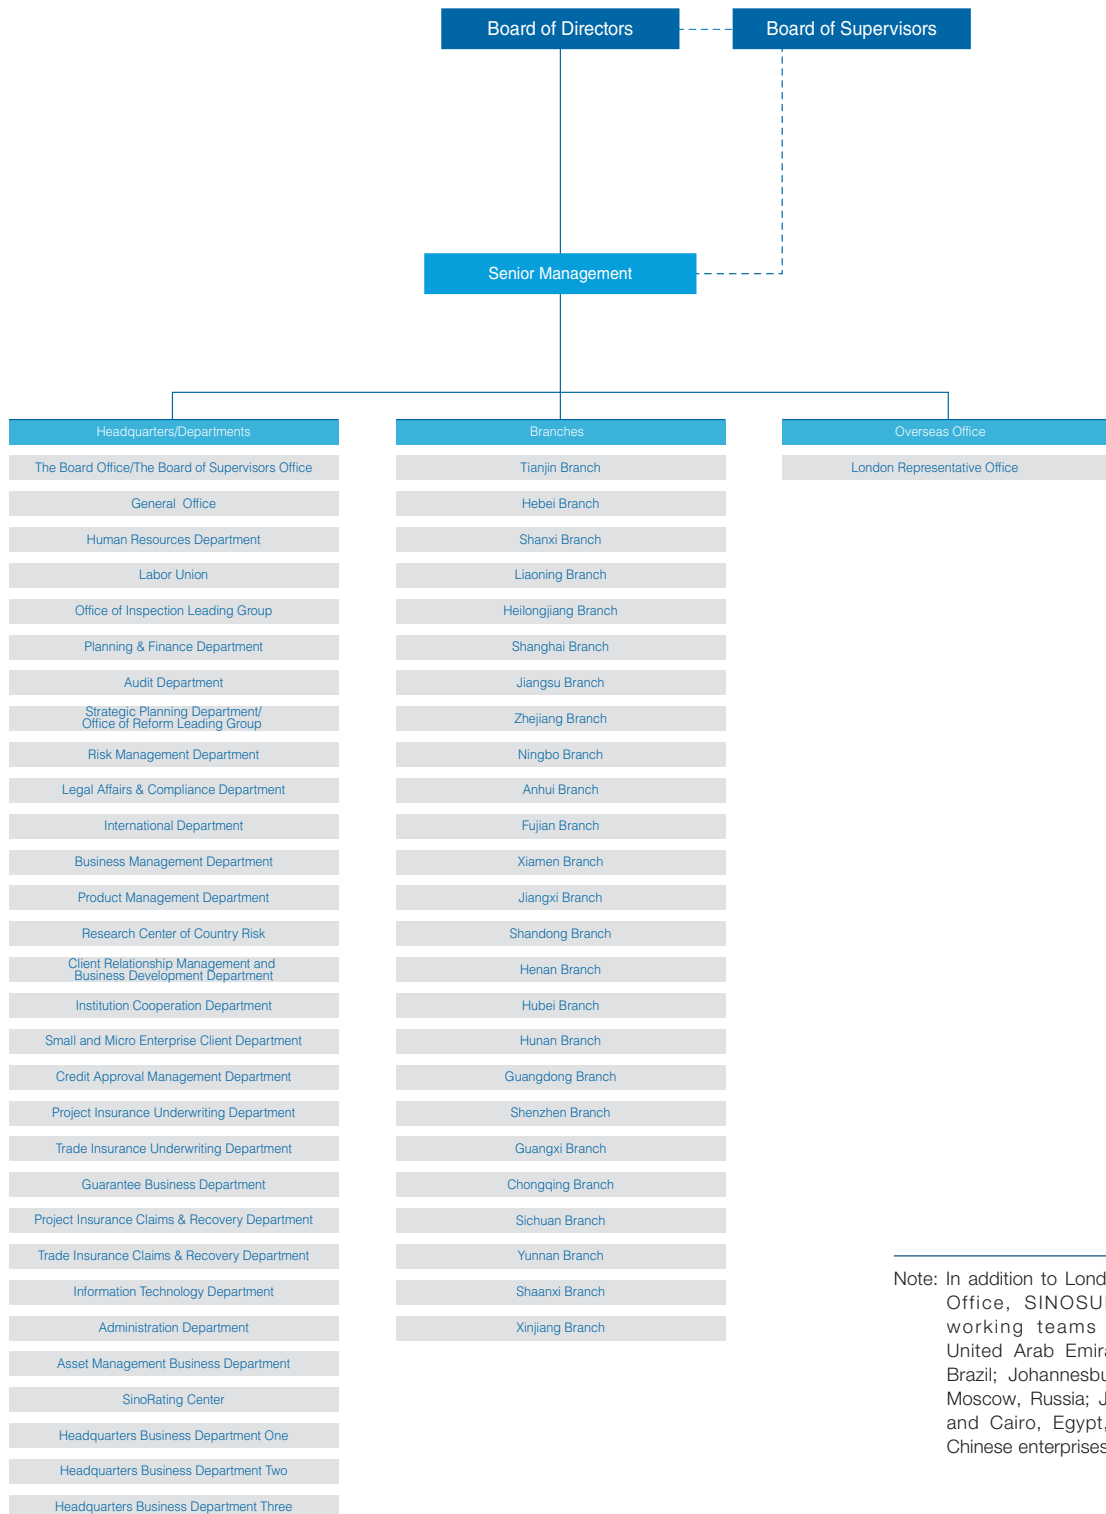 Board of Directors
Board of Supervisors
Senior Management
Headquarters/Departments
The Board Office/The Board of Supervisors Office
General Office
Human Resources Department
Labor Union
Office of Inspection Leading Group
Planning & Finance Department
Audit Department
Strategic Planning Department/
Office of Reform Leading Group
Risk Management Department
Legal Affairs & Compliance Department
International Department
Business Management Department
Product Management Department
Research Center of Country Risk
Client Relationship Management and
Business Development Department
Institution Cooperation Department
Small and Micro Enterprise Client Department
Credit Approval Management Department
Project Insurance Underwriting Department
Trade Insurance Underwriting Department
Guarantee Business Department
Project Insurance Claims & Recovery Department
Trade Insurance Claims & Recovery Department
Information Technology Department
Administration Department
Asset Management Business Department
SinoRating Center
Headquarters Business Department One
Headquarters Business Department Two
Headquarters Business Department Three
Branches
Tianjin Branch
Hebei Branch
Shanxi Branch
Liaoning Branch
Heilongjiang Branch
Shanghai Branch
Jiangsu Branch
Zhejiang Branch
Ningbo Branch
Anhui Branch
Fujian Branch
Xiamen Branch
Jiangxi Branch
Shandong Branch
Henan Branch
Hubei Branch
Hunan Branch
Guangdong Branch
Shenzhen Branch
Guangxi Branch
Chongqing Branch
Sichuan Branch
Yunnan Branch
Shaanxi Branch
Xinjiang Branch
Overseas Office
London Representative Office
Note: In addition to Lond
Office, SINOSU
working teams
United Arab Emira
Brazil; Johannesbu
Moscow, Russia; J
and Cairo, Egypt,
Chinese enterprises